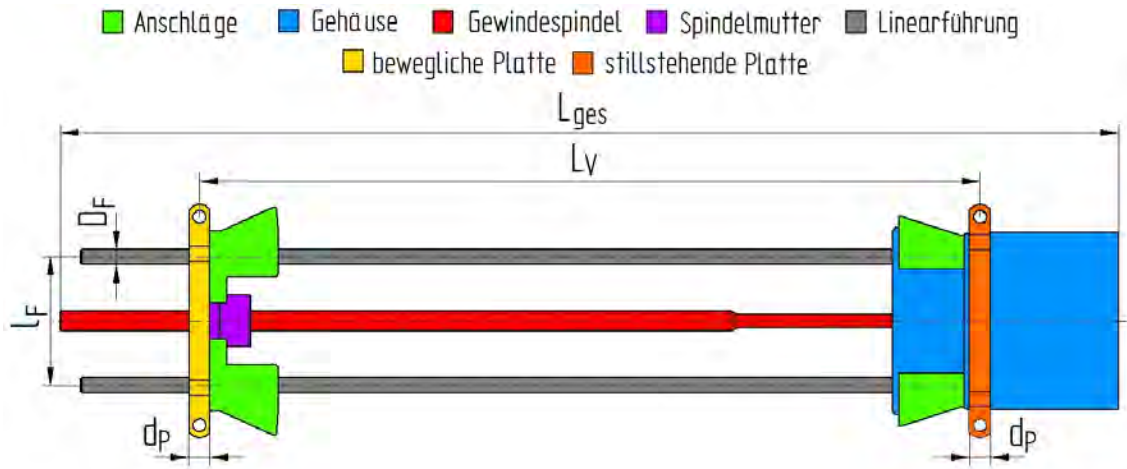 Anschläge Gehäuse Gewindespindel Spindelmutter Linearführung
bewegliche Platte stillstehende Platte
Lges
LV
DF
lF
dP dP